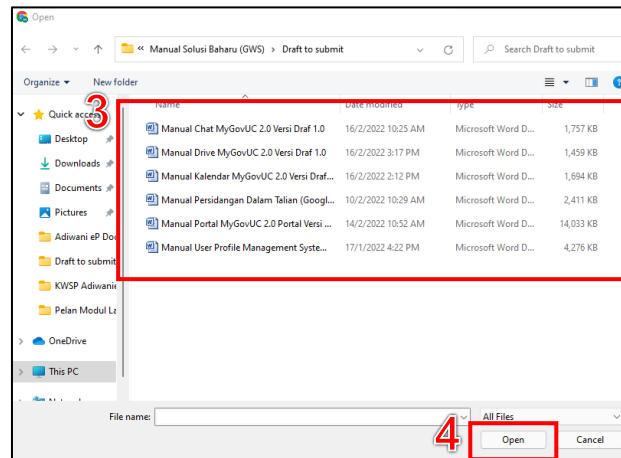 Open
« Manual Solusi Baharu (GWS) › Draft to submit
Search Draft to submit
Organize New folder
3
Name Date modified Type Size
Quick access
Desktop
Downloads
Documents
Pictures
Adiwani eP Do
Draft to submit
KWSP Adiwanie
Pelan Modul La
OneDrive
This PC
Manual Chat MyGovUC 2.0 Versi Draf 1.0 16/2/2022 10:25 AM Microsoft Word D... 1,757 KB
Manual Drive MyGovUC 2.0 Versi Draf 1.0 16/2/2022 3:17 PM Microsoft Word D... 1,459 KB
Manual Kalendar MyGovUC 2.0 Versi Draf... 16/2/2022 2:12 PM Microsoft Word D... 1,694 KB
Manual Persidangan Dalam Talian (Googl... 10/2/2022 10:29 AM Microsoft Word D... 2,411 KB
Manual Portal MyGovUC 2.0 Portal Versi ... 14/2/2022 10:52 AM Microsoft Word D... 14,033 KB
Manual User Profile Management Syste... 17/1/2022 4:22 PM Microsoft Word D... 4,276 KB
File name: All Files
4
Open Cancel